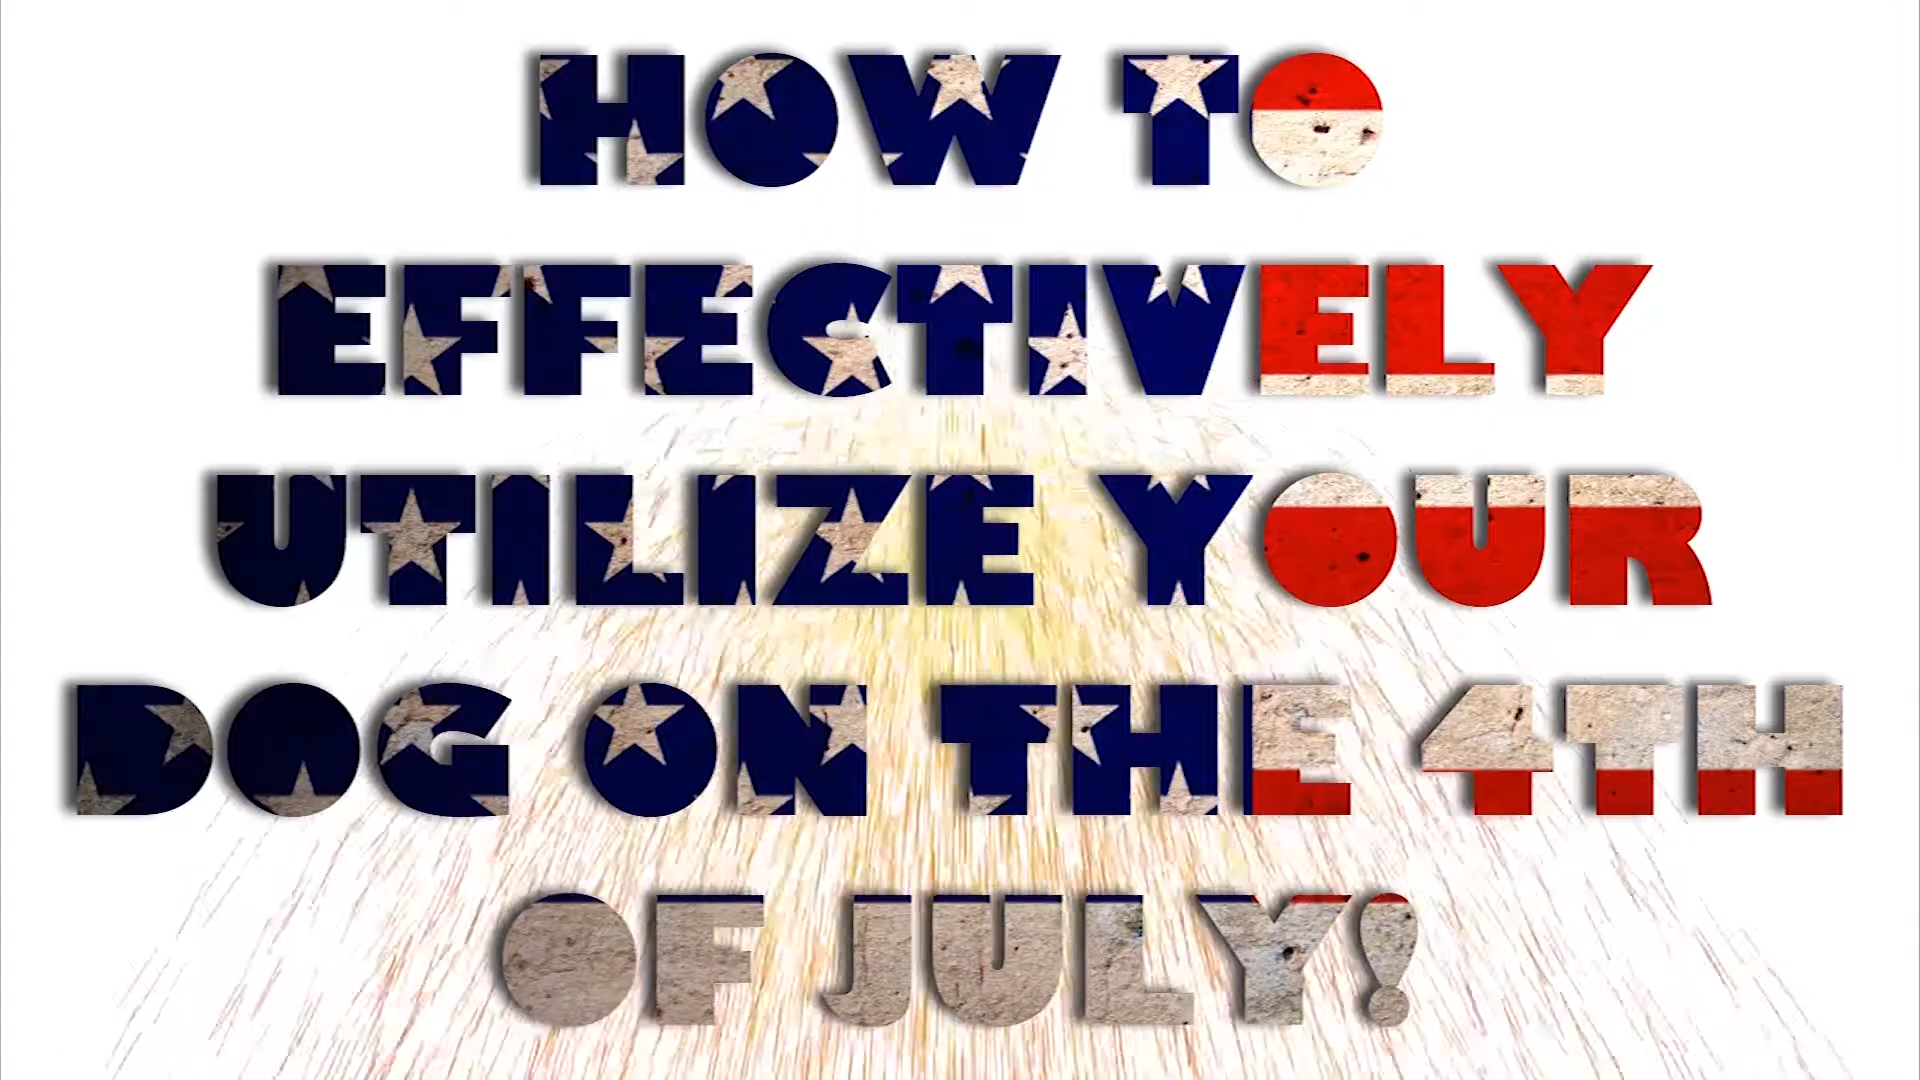 HOW TO
EFFECTIVELY
UTILIZE YOUR
DOG ON THE 4TH
OF JULY!